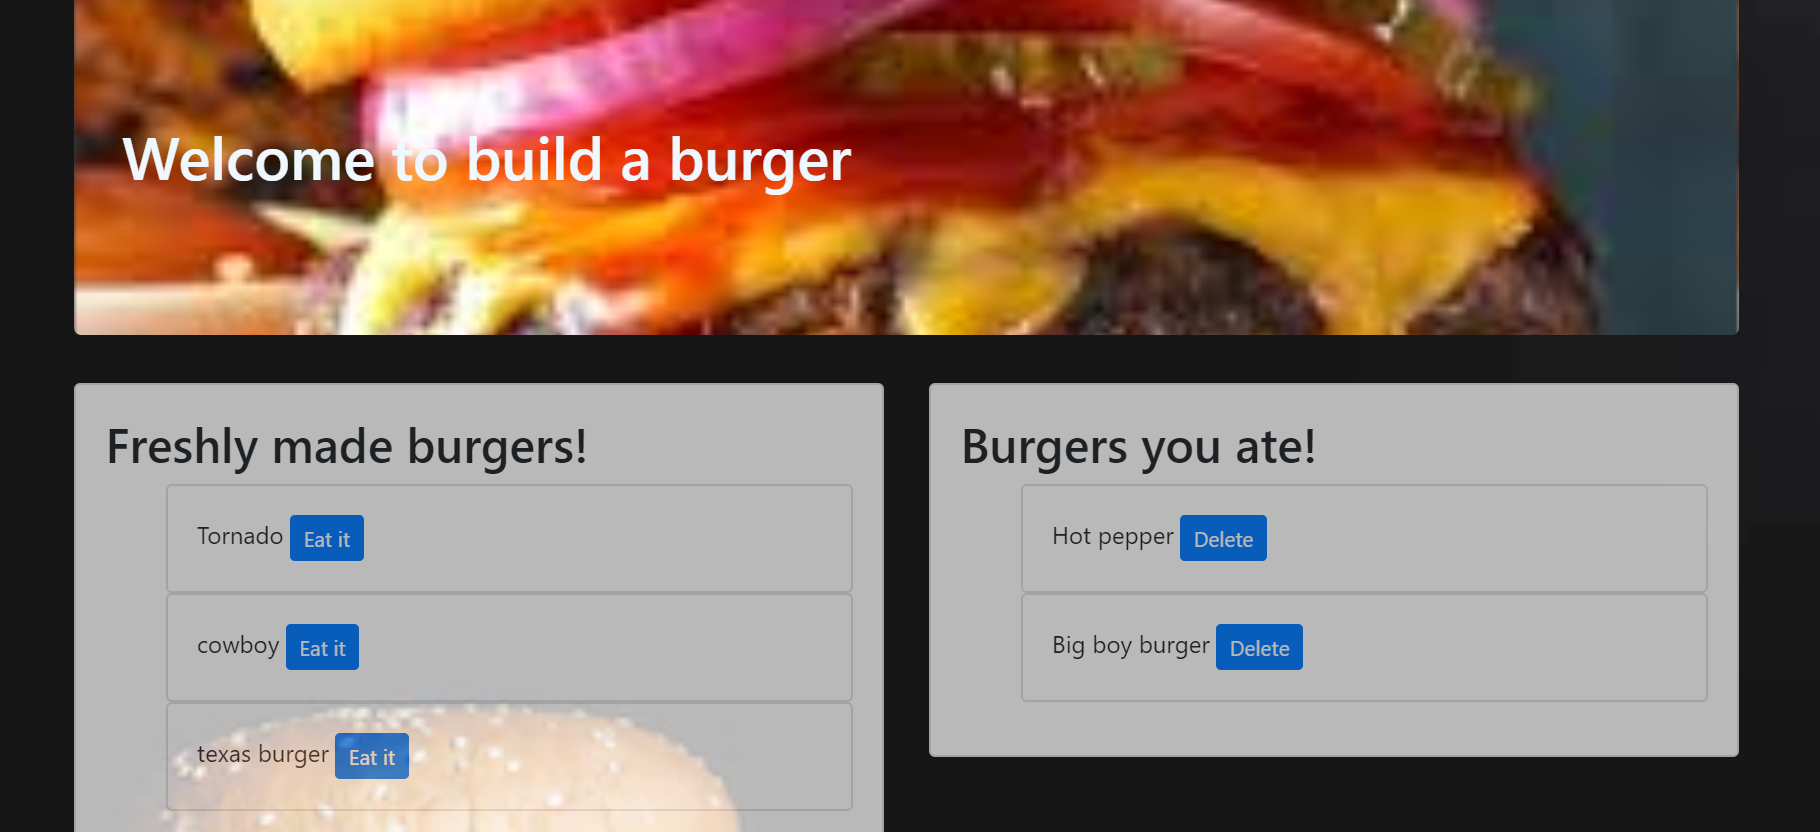 Welcome to build a burger
Freshly made burgers!
Tornado Eat it
cowboy Eat it
texas burger Eat it
Burgers you ate!
Hot pepper Delete
Big boy burger Delete